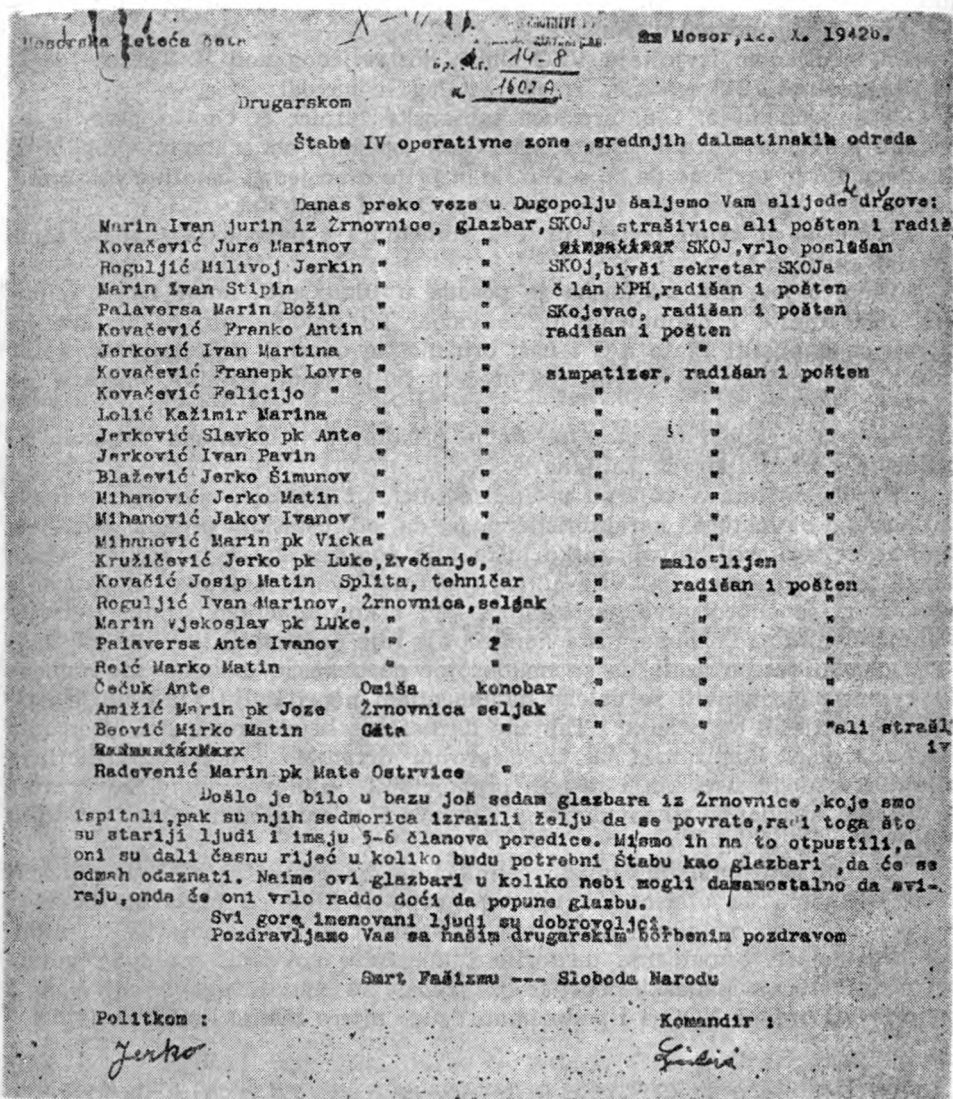 Mosorska leteća četa
Mosor, X. 1942g.
14-8
1602 A
Drugarskom
Štabu IV operativne zone ,srednjih dalmatinskih odreda
Danas preko veze u Dugopolju šaljemo Vam slijedeće drgove:
Marin Ivan jurin iz Žrnovnice, glazbar,SKOJ, strašivica ali pošten i radiš
Kovačević Jure Marinov " " SKOJ,vrlo poslušan
Roguljić Milivoj Jerkin " " SKOj,bivši sekretar SKOJa
Marin Ivan Stipin " " č lan KPH,radišan i pošten
Palaversa Marin Božin " " SKojevac, radišan i pošten
Kovačević Franko Antin " " radišan i pošten
Jerković Ivan Martina " " " "
Kovačević Franepk Lovre " " simpatizer, radišan i pošten
Kovačević Felicijo " " " " " "
Lolić Kažimir Marina " " " " "
Jerković Slavko pk Ante " " " " "
Jerković Ivan Pavin " " " " "
Blažević Jerko Šimunov " " " " "
Mihanović Jerko Matin " " " " "
Mihanović Jakov Ivanov " " " " "
Mihanović Marin pk Vicka" " " " "
Kružičević Jerko pk Luke,Zvečanje, " malo"lijen
Kovačić Josip Matin Splita, tehničar " radišan i pošten
Roguljić Ivan Marinov, Žrnovnica,seljak " " "
Marin Vjekoslav pk LUke, " " " " "
Palaversa Ante Ivanov " " " " "
Reić Marko Matin " " " " "
Čečuk Ante Omiša konobar " " "
Amižić Marin pk Joze Žrnovnica seljak " " "
Beović Mirko Matin Gata " " " "ali strašl
iv
Radevenić Marin pk Mate Ostrvice "
Došlo je bilo u bazu još sedam glazbara iz Žrnovnice ,koje smo
ispitali,pak su njih sedmorica izrazili želju da se povrate,radi toga što
su stariji ljudi i imaju 5-6 članova poredice. Mismo ih na to otpustili,a
oni su dali časnu riječ u koliko budu potrebni Štabu kao glazbari ,da će se
odmah odaznati. Naime ovi glazbari u koliko nebi mogli dasamostalno da svi-
raju,onda će oni vrlo raddo doći da popune glazbu.
Svi gore imenovani ljudi su dobrovoljci.
Pozdravljamo Vas sa našim drugarskim borbenim pozdravom
Smrt Fašizmu --- Sloboda Narodu
Politkom : Komandir :
Jerko